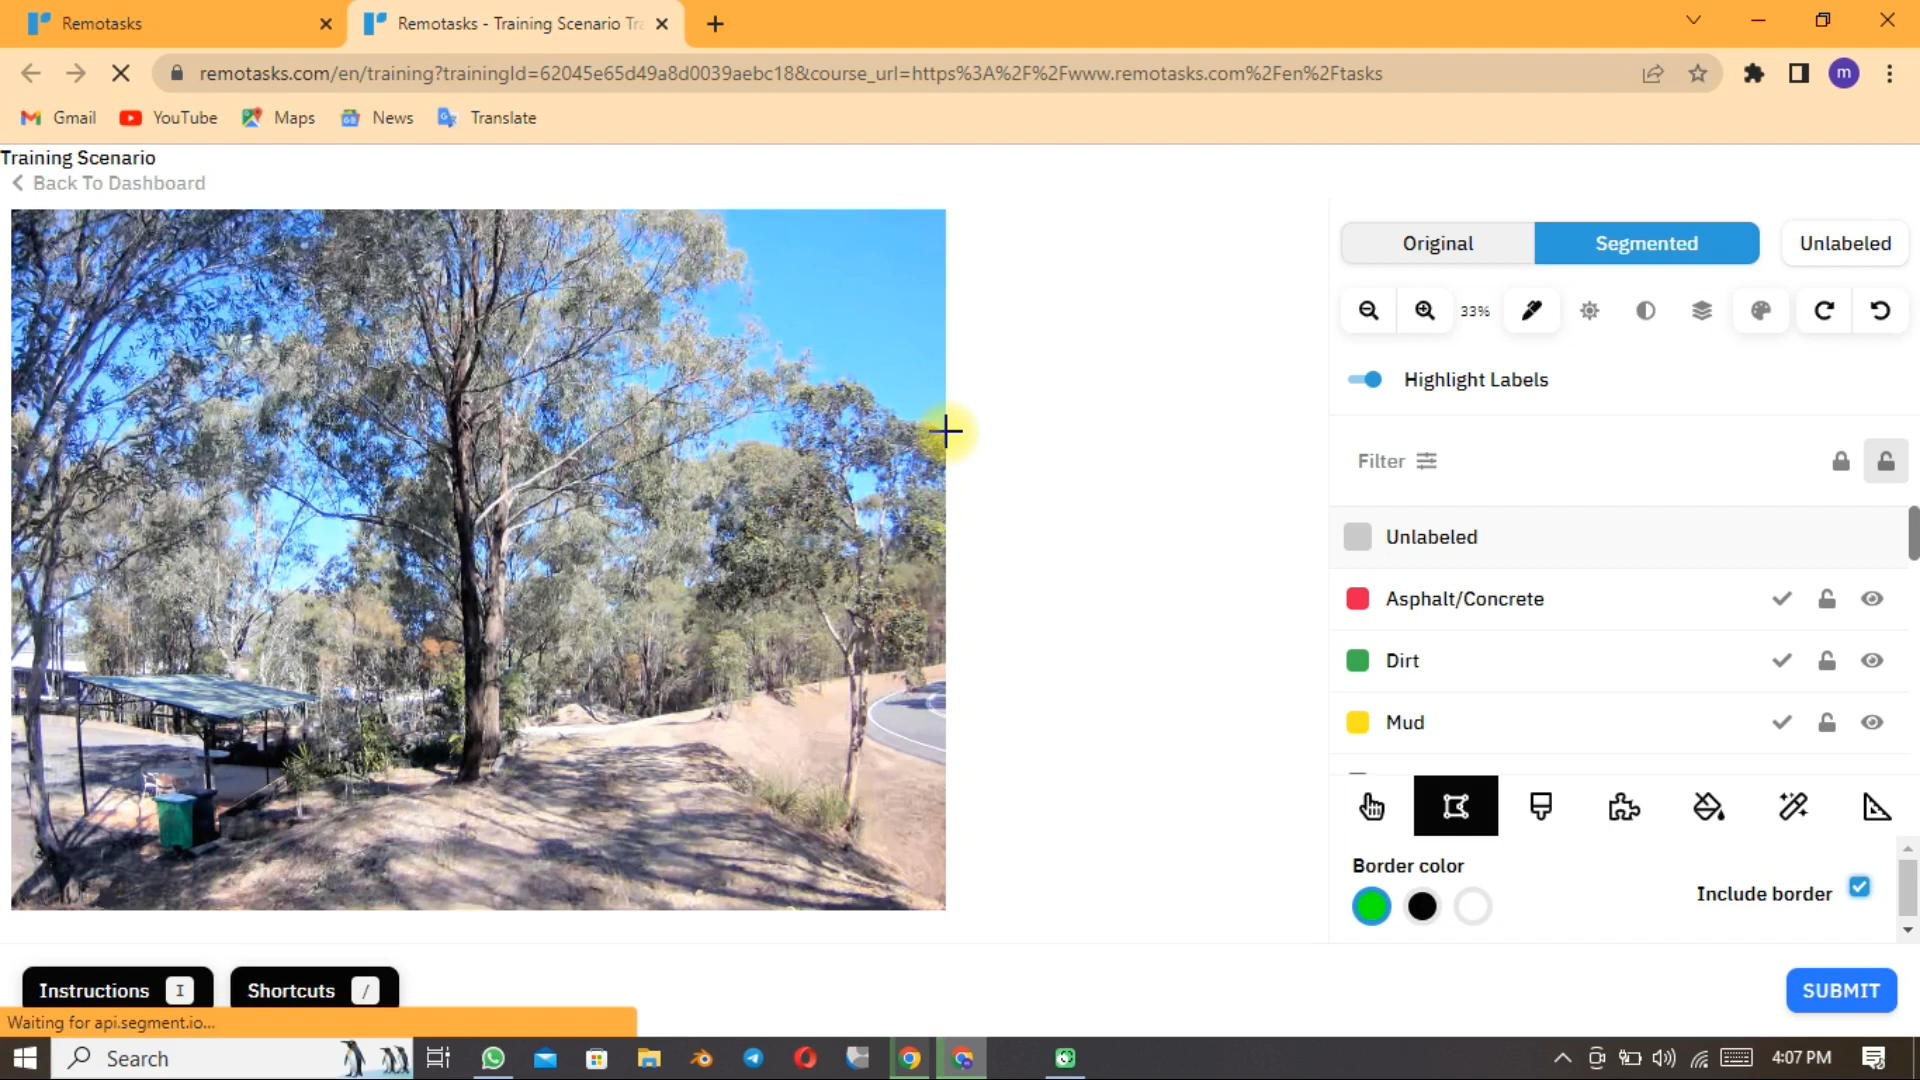 Remotasks
Remotasks - Training Scenario Tr
remotasks.com/en/training?trainingId=62045e65d49a8d0039aebc18&course_url=https%3A%2F%2Fwww.remotasks.com%2Fen%2Ftasks
m
Gmail
YouTube
Maps
News
Translate
Training Scenario
Back To Dashboard
Original
Segmented
Unlabeled
33%
Highlight Labels
Filter
Unlabeled
Asphalt/Concrete
Dirt
Mud
Border color
Include border
Instructions I
Shortcuts /
SUBMIT
Waiting for api.segment.io...
Search
4:07 PM